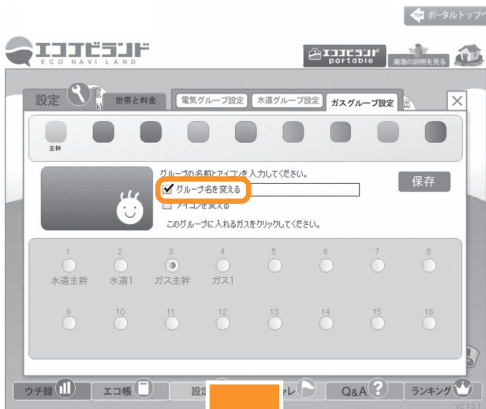 ポータルトップへ
エココナビランド
ECO NAVI LAND
エココナビランド
portable
画面の説明を見る
設定
世帯と料金
電気グループ設定
水道グループ設定
ガスグループ設定
主幹
グループの名前とアイコンを入力してください。
グループ名を変える
アイコンを変える
保存
このグループに入れるガスをクリックしてください。
1 2 3 4 5 6 7 8
水道主幹 水道1 ガス主幹 ガス1
9 10 11 12 13 14 15 16
ウチ録
エコ帳
設定
Q&A
ランキング